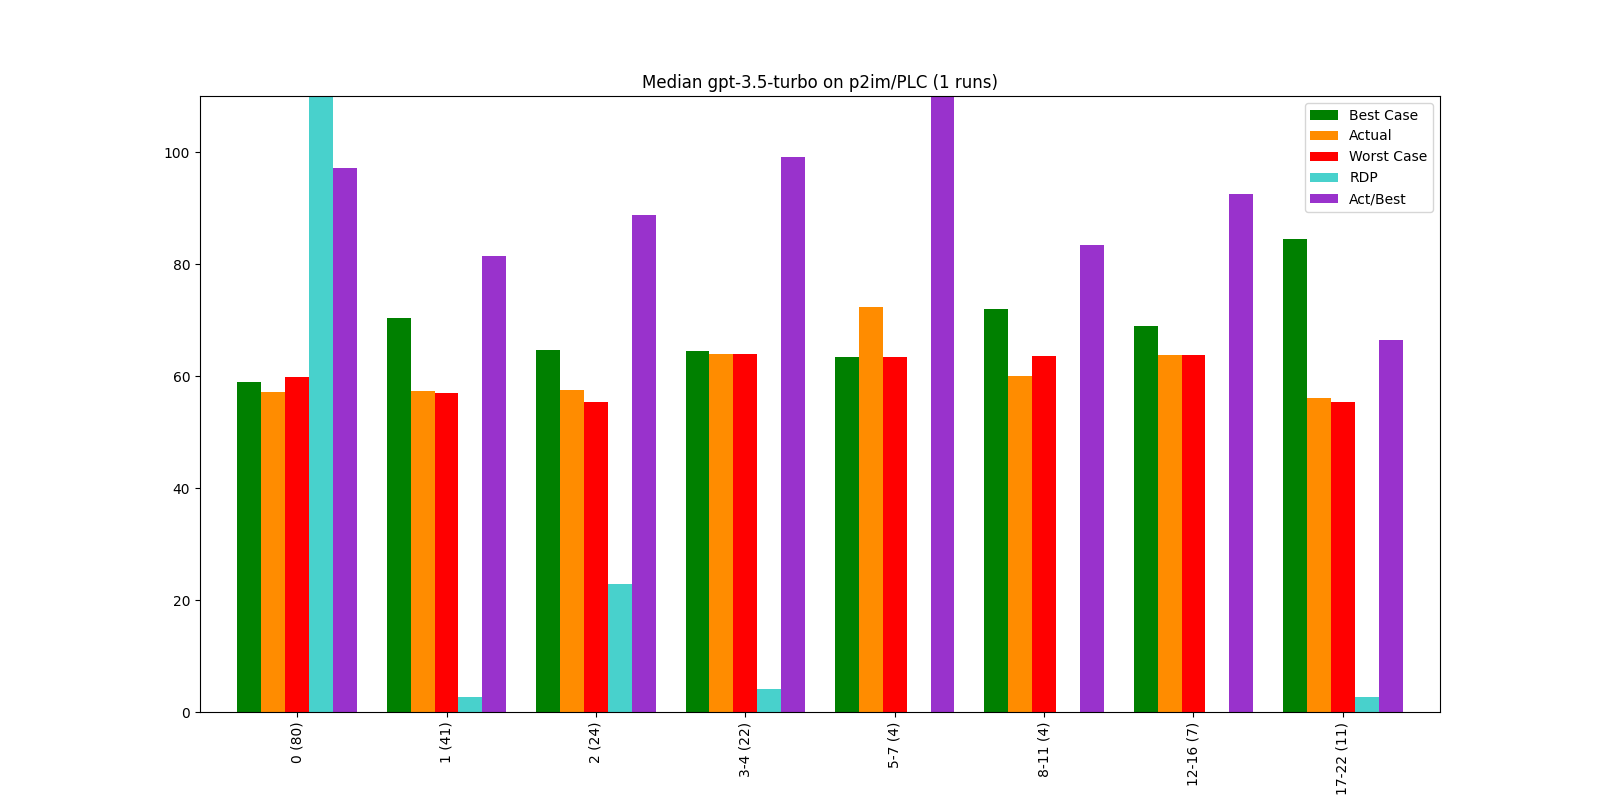 Median gpt-3.5-turbo on p2im/PLC (1 runs)
Best Case
Actual
Worst Case
RDP
Act/Best
100
80
60
40
20
0
0 (80)
1 (41)
2 (24)
3-4 (22)
5-7 (4)
8-11 (4)
12-16 (7)
17-22 (11)